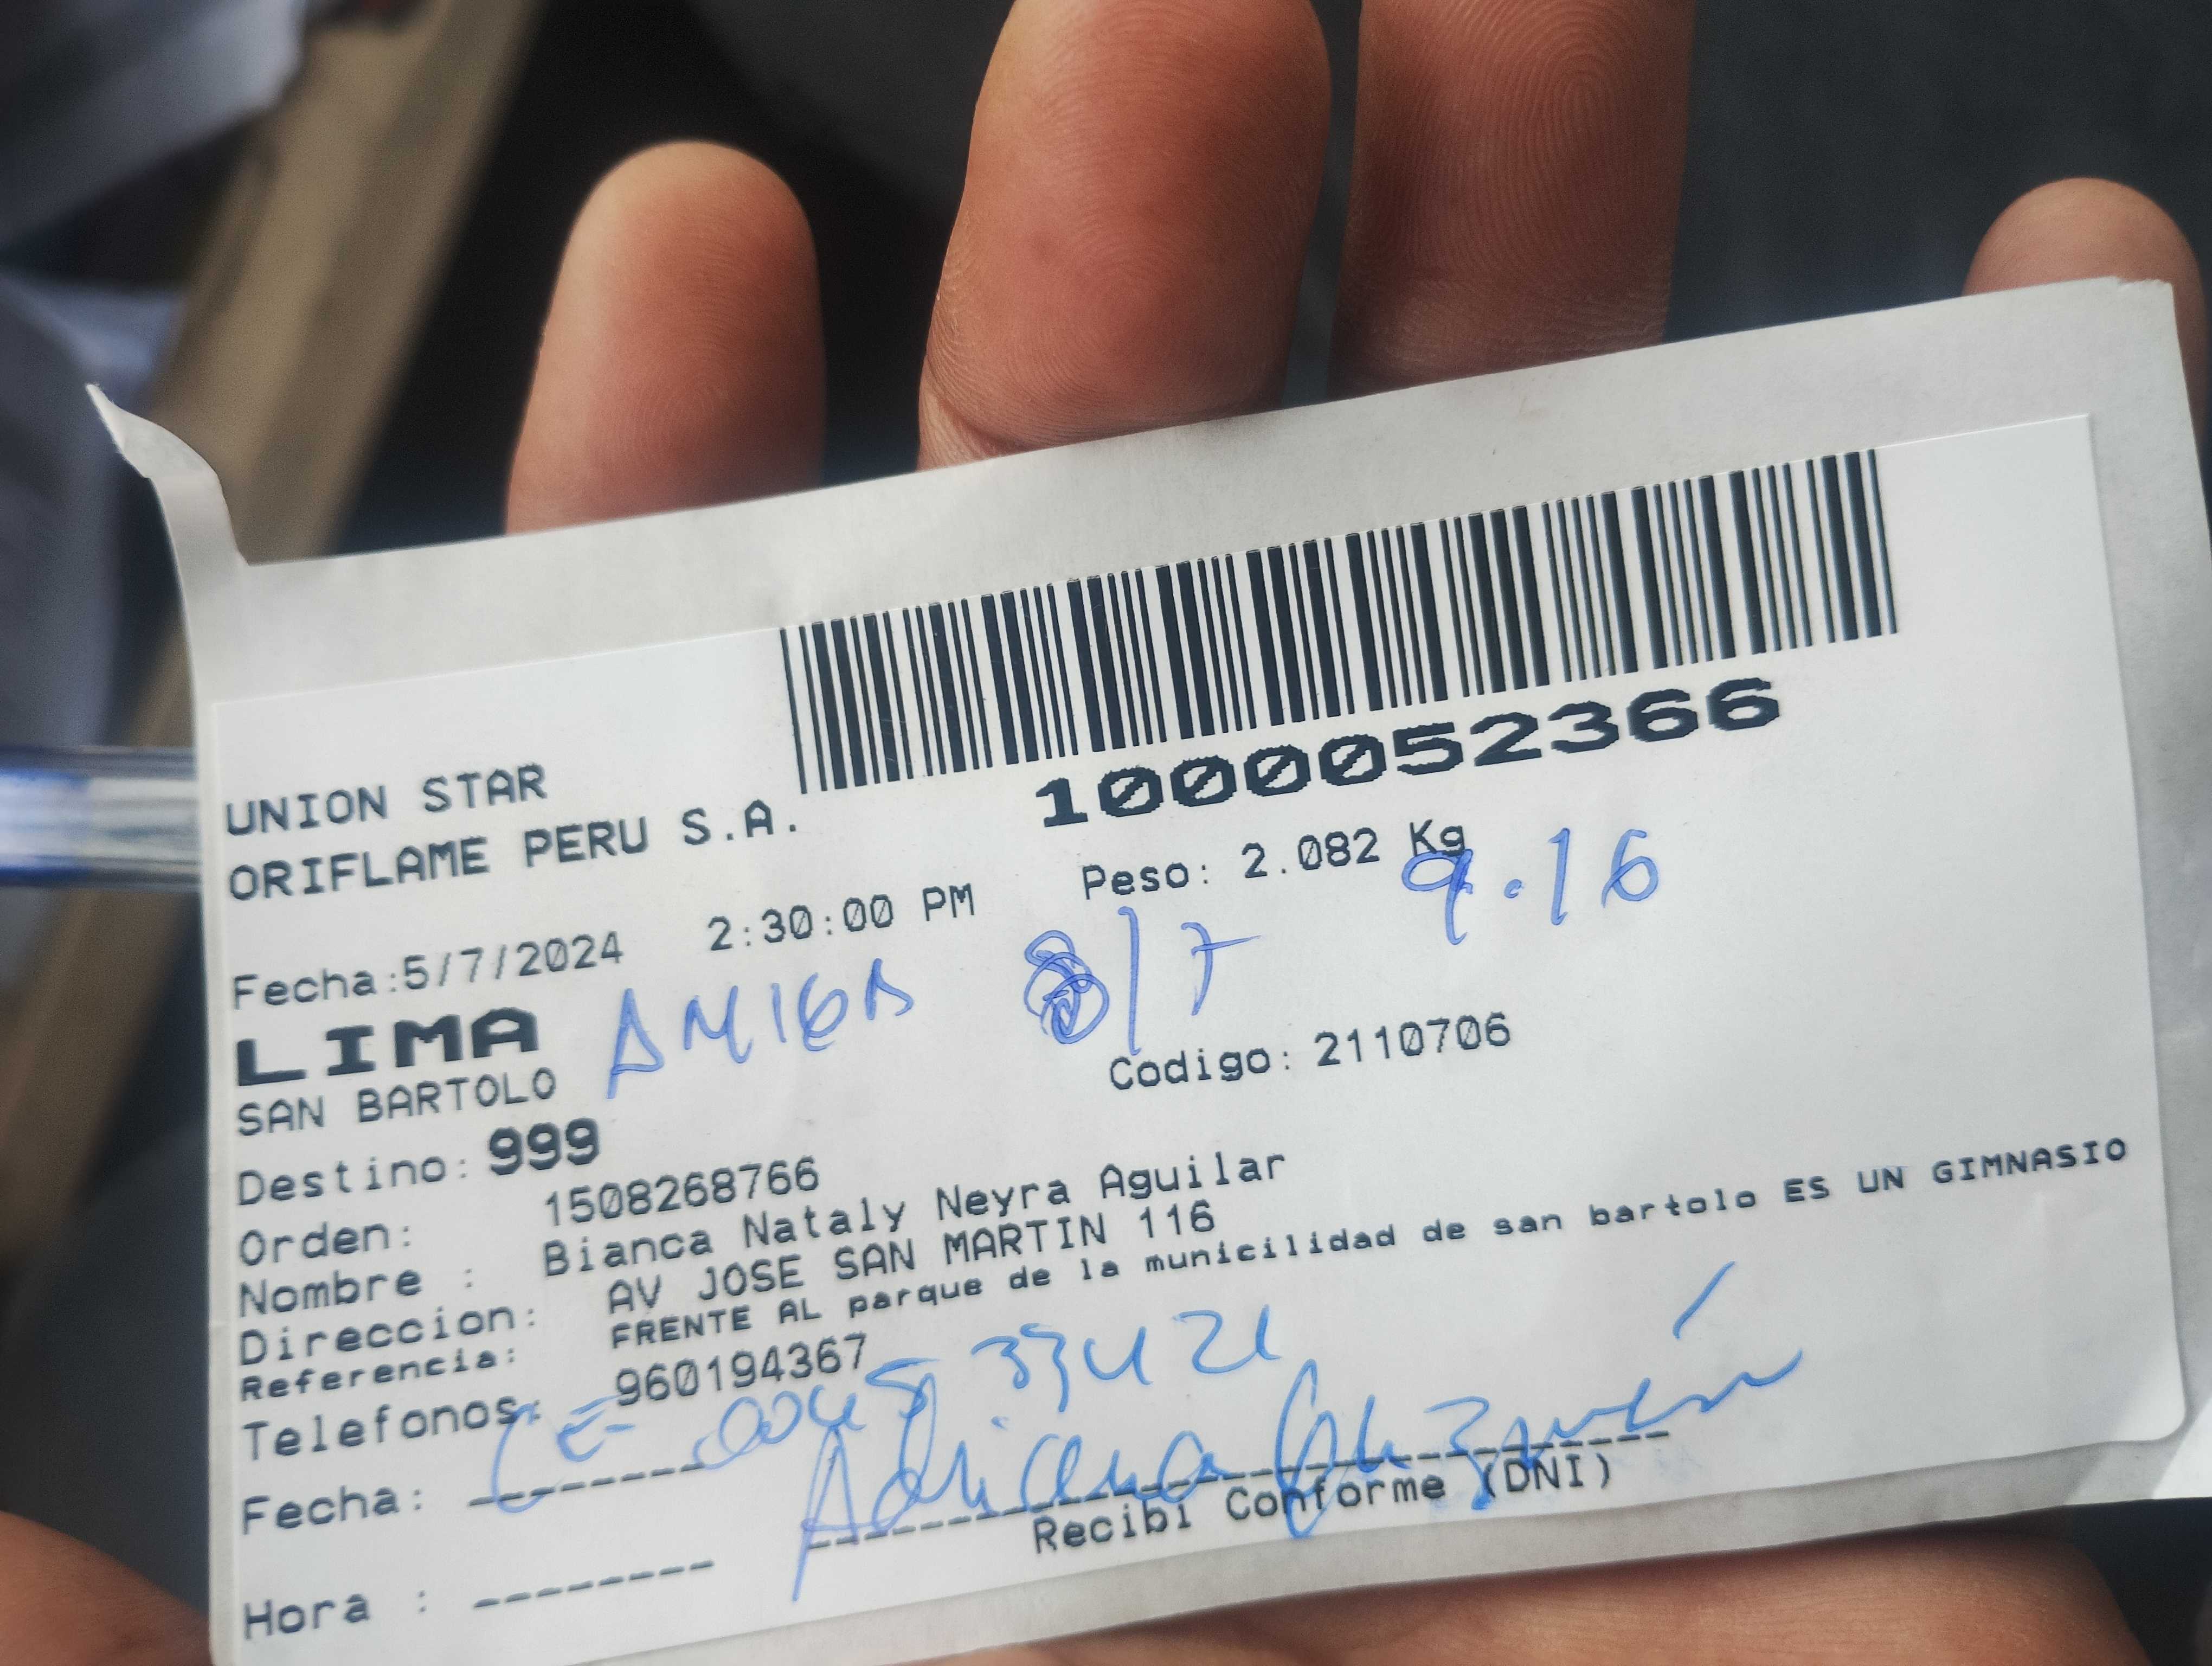 1000052366
UNION STAR
ORIFLAME PERU S.A.
Peso: 2.082 Kg
9.16
Fecha:5/7/2024 2:30:00 PM
LIMA AMIGA 8/7
SAN BARTOLO
Codigo: 2110706
Destino: 999
Orden: 1508268766
Nombre : Bianca Nataly Neyra Aguilar
Direccion: AV JOSE SAN MARTIN 116
Referencia: FRENTE AL parque de la municilidad de san bartolo ES UN GIMNASIO
Telefonos: 960194367
CE
Fecha: Adriana Guzmán
Recibi Conforme (DNI)
Hora :